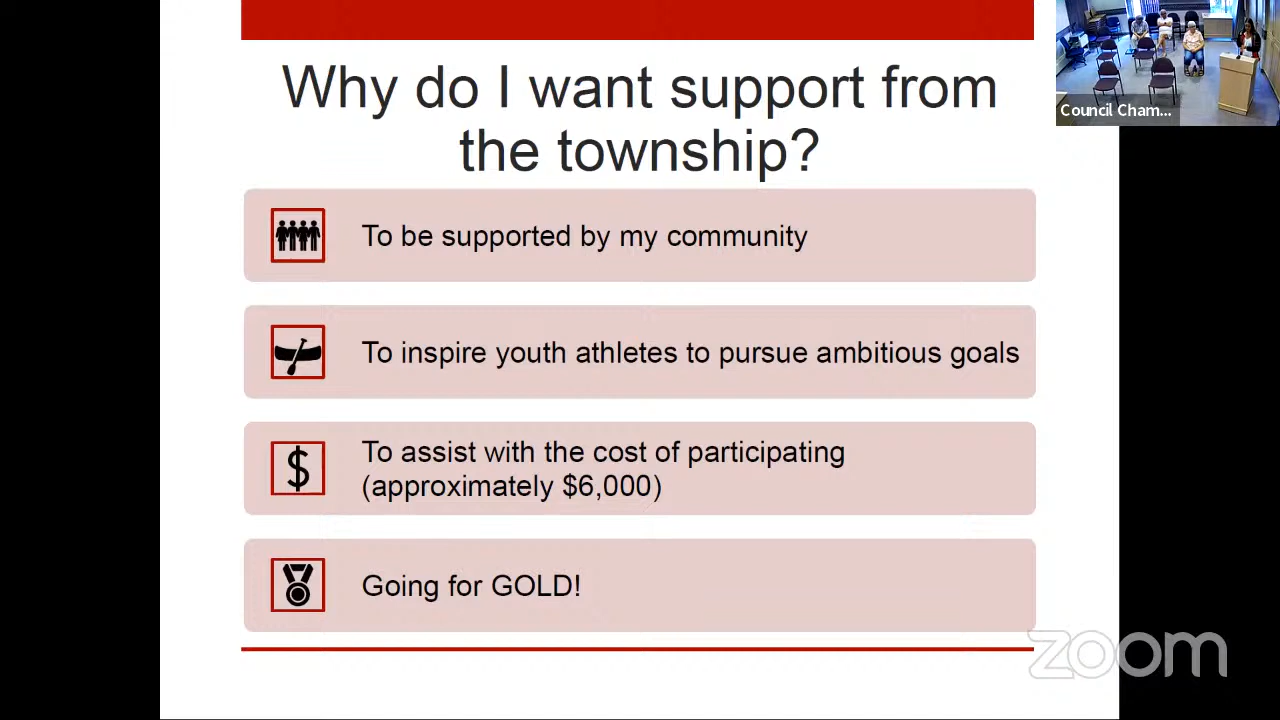 Why do I want support from
the township?
Council Cham...
To be supported by my community
To inspire youth athletes to pursue ambitious goals
$
To assist with the cost of participating
(approximately $6,000)
Going for GOLD!
zoom